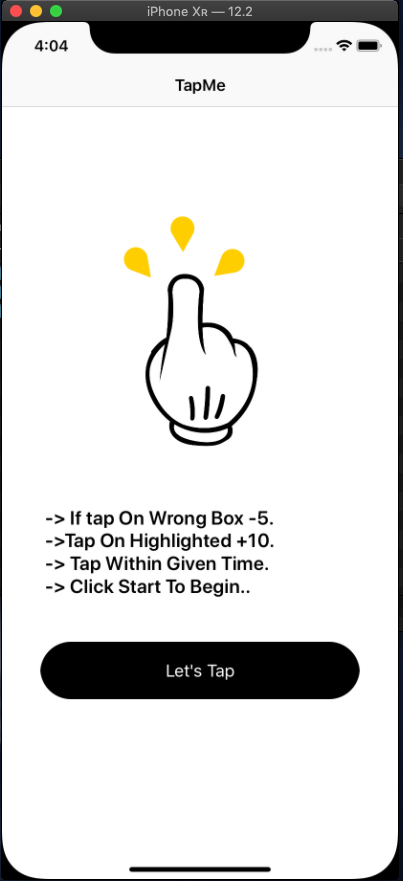 iPhone Xʀ — 12.2
4:04
TapMe
-> If tap On Wrong Box -5.
->Tap On Highlighted +10.
-> Tap Within Given Time.
-> Click Start To Begin..
Let's Tap